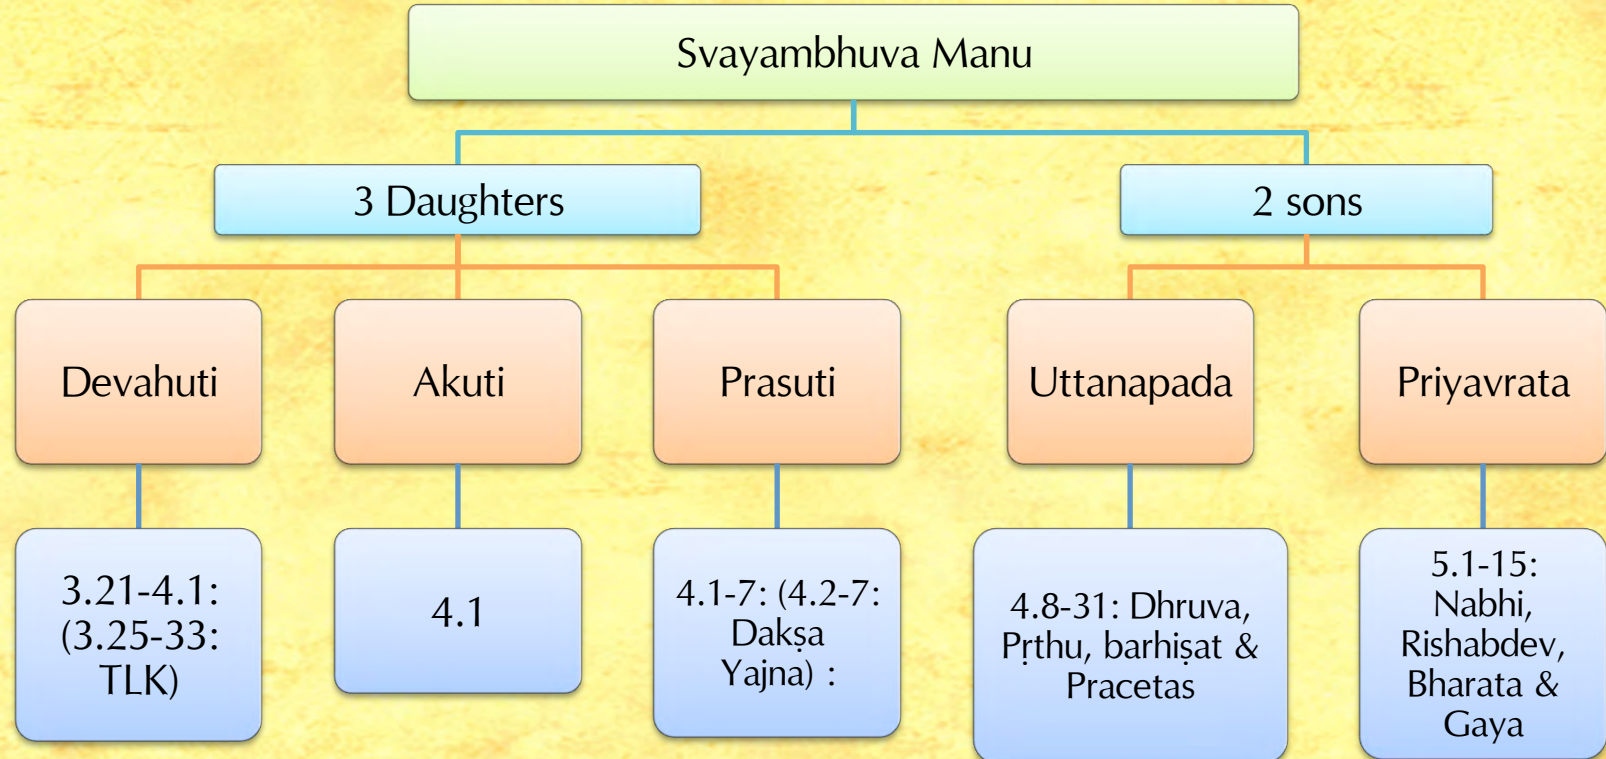 Svayambhuva Manu
3 Daughters
2 sons
Devahuti
Akuti
Prasuti
Uttanapada
Priyavrata
3.21-4.1:
(3.25-33:
TLK)
4.1
4.1-7: (4.2-7:
Dakṣa
Yajna) :
4.8-31: Dhruva,
Pṛthu, barhiṣat &
Pracetas
5.1-15:
Nabhi,
Rishabdev,
Bharata &
Gaya